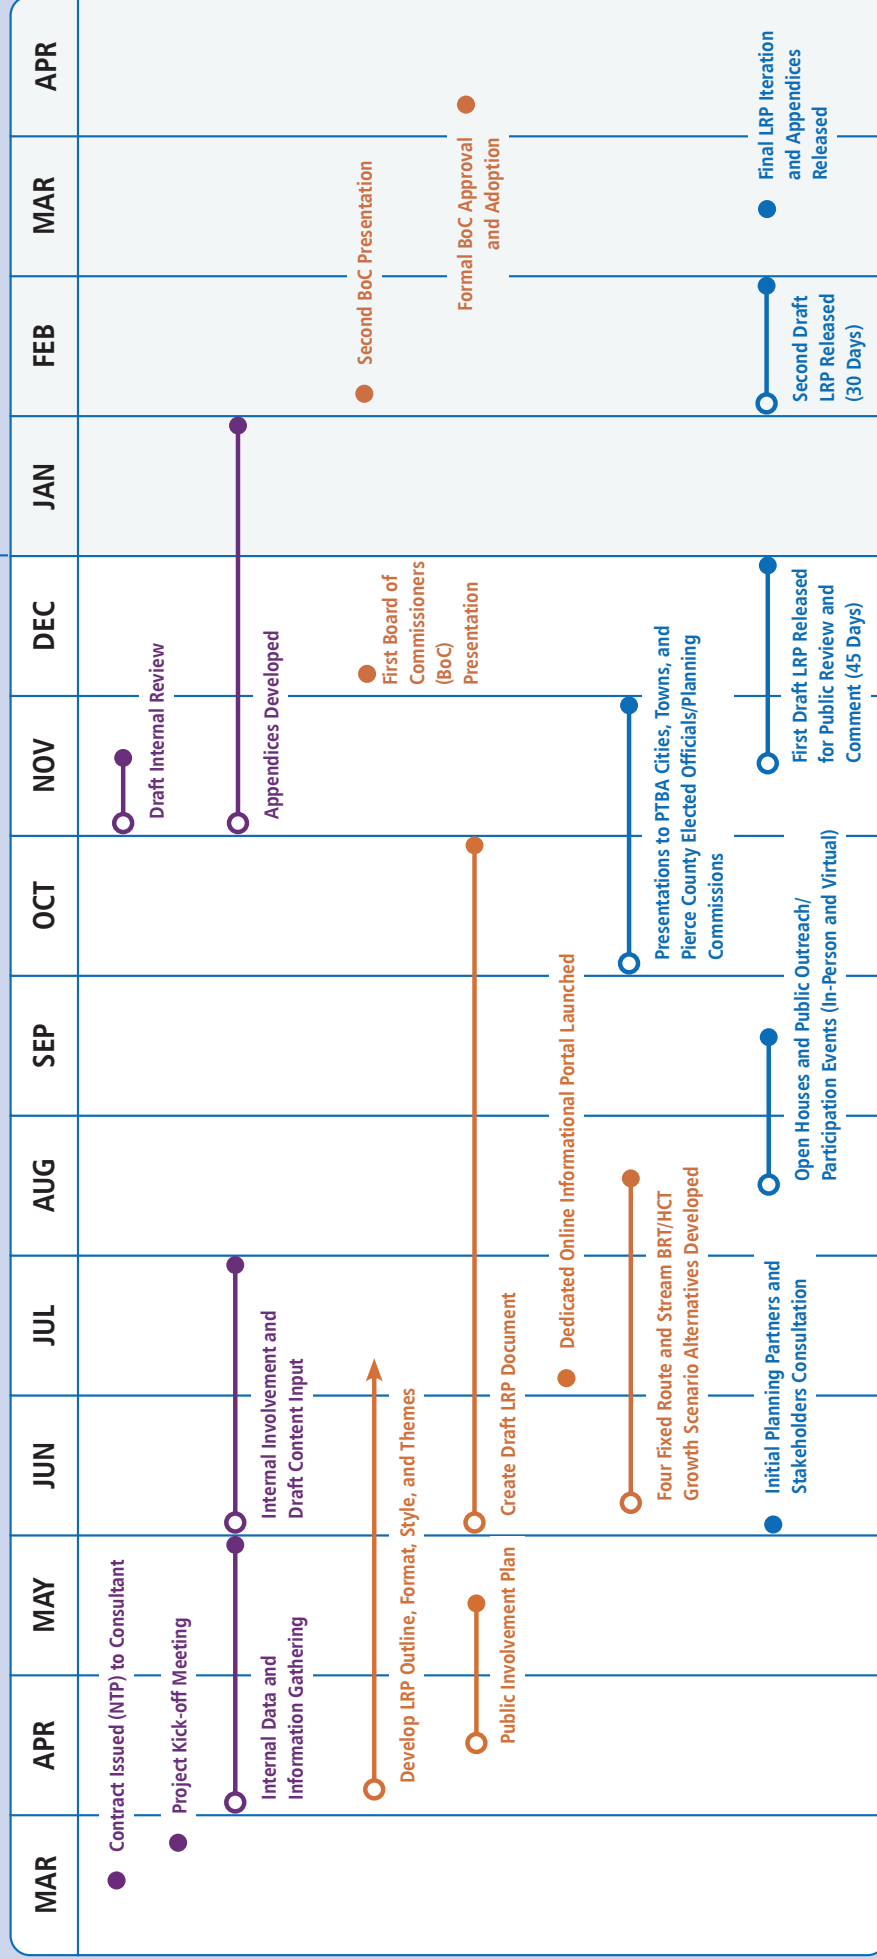 MAR
APR
MAY
JUN
JUL
AUG
SEP
OCT
NOV
DEC
JAN
FEB
MAR
APR
Contract Issued (NTP) to Consultant
Project Kick-off Meeting
Internal Data and
Information Gathering
Internal Involvement and
Draft Content Input
Draft Internal Review
Appendices Developed
Develop LRP Outline, Format, Style, and Themes
Public Involvement Plan
Create Draft LRP Document
Dedicated Online Informational Portal Launched
Four Fixed Route and Stream BRT/HCT
Growth Scenario Alternatives Developed
First Board of
Commissioners
(BoC)
Presentation
Second BoC Presentation
Formal BoC Approval
and Adoption
Initial Planning Partners and
Stakeholders Consultation
Open Houses and Public Outreach/
Participation Events (In-Person and Virtual)
Presentations to PTBA Cities, Towns, and
Pierce County Elected Officials/Planning
Commissions
First Draft LRP Released
for Public Review and
Comment (45 Days)
Second Draft
LRP Released
(30 Days)
Final LRP Iteration
and Appendices
Released